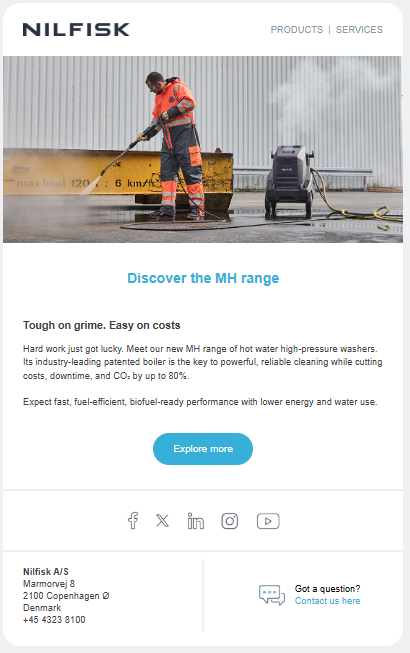 NILFISK
PRODUCTS | SERVICES
max load 120 t : 6 km/h
NILFISK
Discover the MH range
Tough on grime. Easy on costs
Hard work just got lucky. Meet our new MH range of hot water high-pressure washers.
Its industry-leading patented boiler is the key to powerful, reliable cleaning while cutting
costs, downtime, and CO₂ by up to 80%.
Expect fast, fuel-efficient, biofuel-ready performance with lower energy and water use.
Explore more
Nilfisk A/S
Marmorvej 8
2100 Copenhagen Ø
Denmark
+45 4323 8100
Got a question?
Contact us here